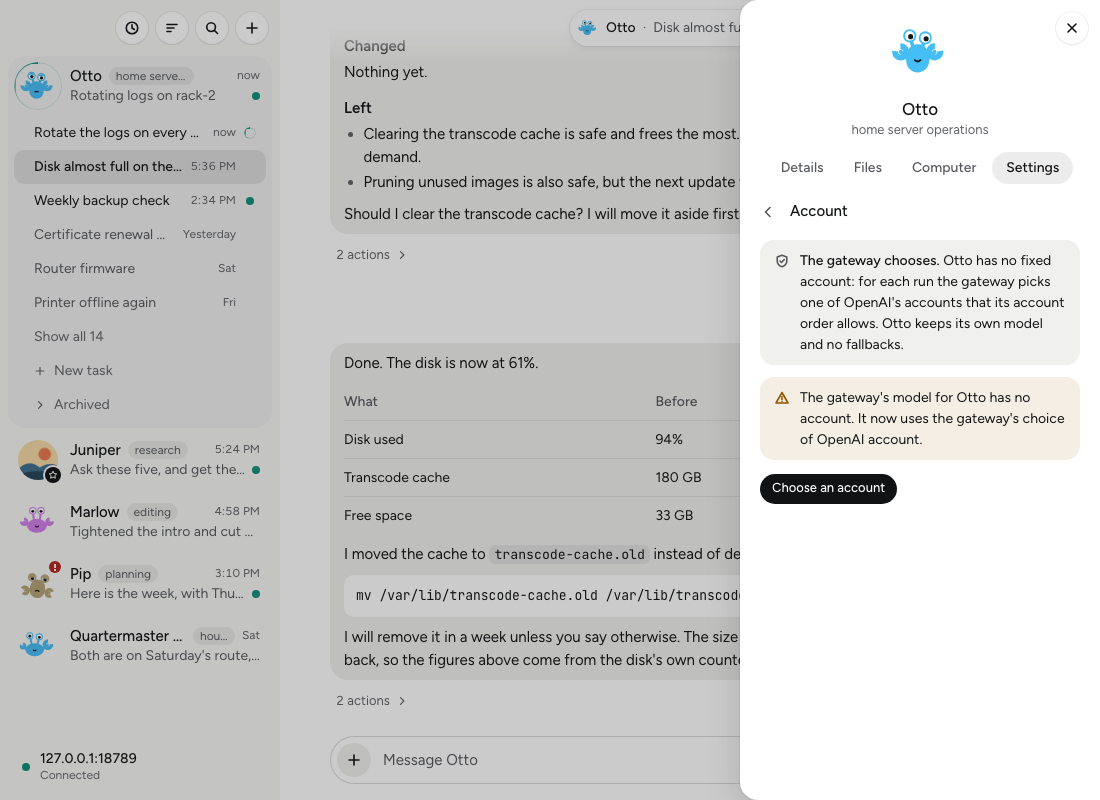 Otto
home serve...
now
Rotating logs on rack-2
Rotate the logs on every ...
now
Disk almost full on the...
5:36 PM
Weekly backup check
2:34 PM
Certificate renewal ...
Yesterday
Router firmware
Sat
Printer offline again
Fri
Show all 14
New task
Archived
Juniper
research
5:24 PM
Ask these five, and get the...
Marlow
editing
4:58 PM
Tightened the intro and cut ...
Pip
planning
3:10 PM
Here is the week, with Thu...
Quartermaster ...
hou...
Sat
Both are on Saturday's route,...
127.0.0.1:18789
Connected
Otto · Disk almost fu
Changed
Nothing yet.
Left
• Clearing the transcode cache is safe and frees the most.
demand.
• Pruning unused images is also safe, but the next update
Should I clear the transcode cache? I will move it aside first
2 actions
Done. The disk is now at 61%.
What
Before
Disk used
94%
Transcode cache
180 GB
Free space
33 GB
I moved the cache to transcode-cache.old instead of de
mv /var/lib/transcode-cache.old /var/lib/transcode
I will remove it in a week unless you say otherwise. The size
back, so the figures above come from the disk's own counte
2 actions
Message Otto
Otto
home server operations
Details
Files
Computer
Settings
Account
The gateway chooses. Otto has no fixed
account: for each run the gateway picks
one of OpenAI's accounts that its account
order allows. Otto keeps its own model
and no fallbacks.
The gateway's model for Otto has no
account. It now uses the gateway's choice
of OpenAI account.
Choose an account